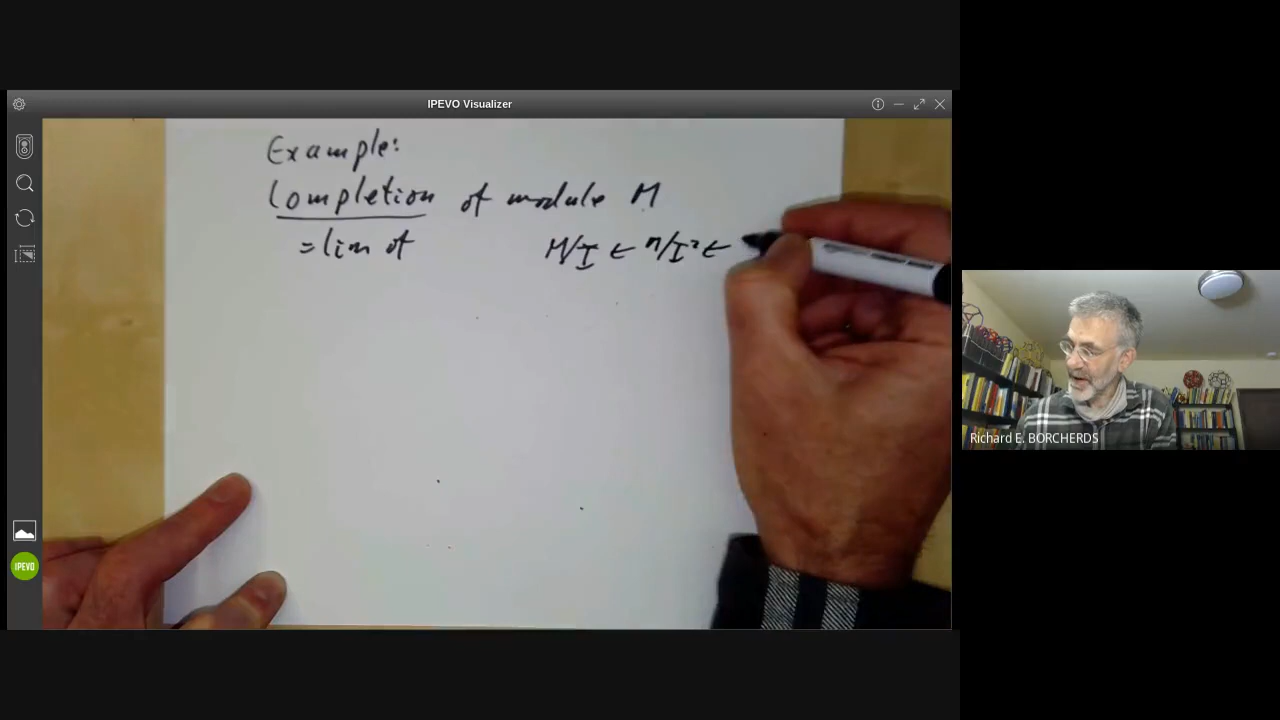 IPEVO Visualizer
Example:
Completion of module M
= lim of M/I ← M/I² ←
Richard E. BORCHERDS
IPEVO